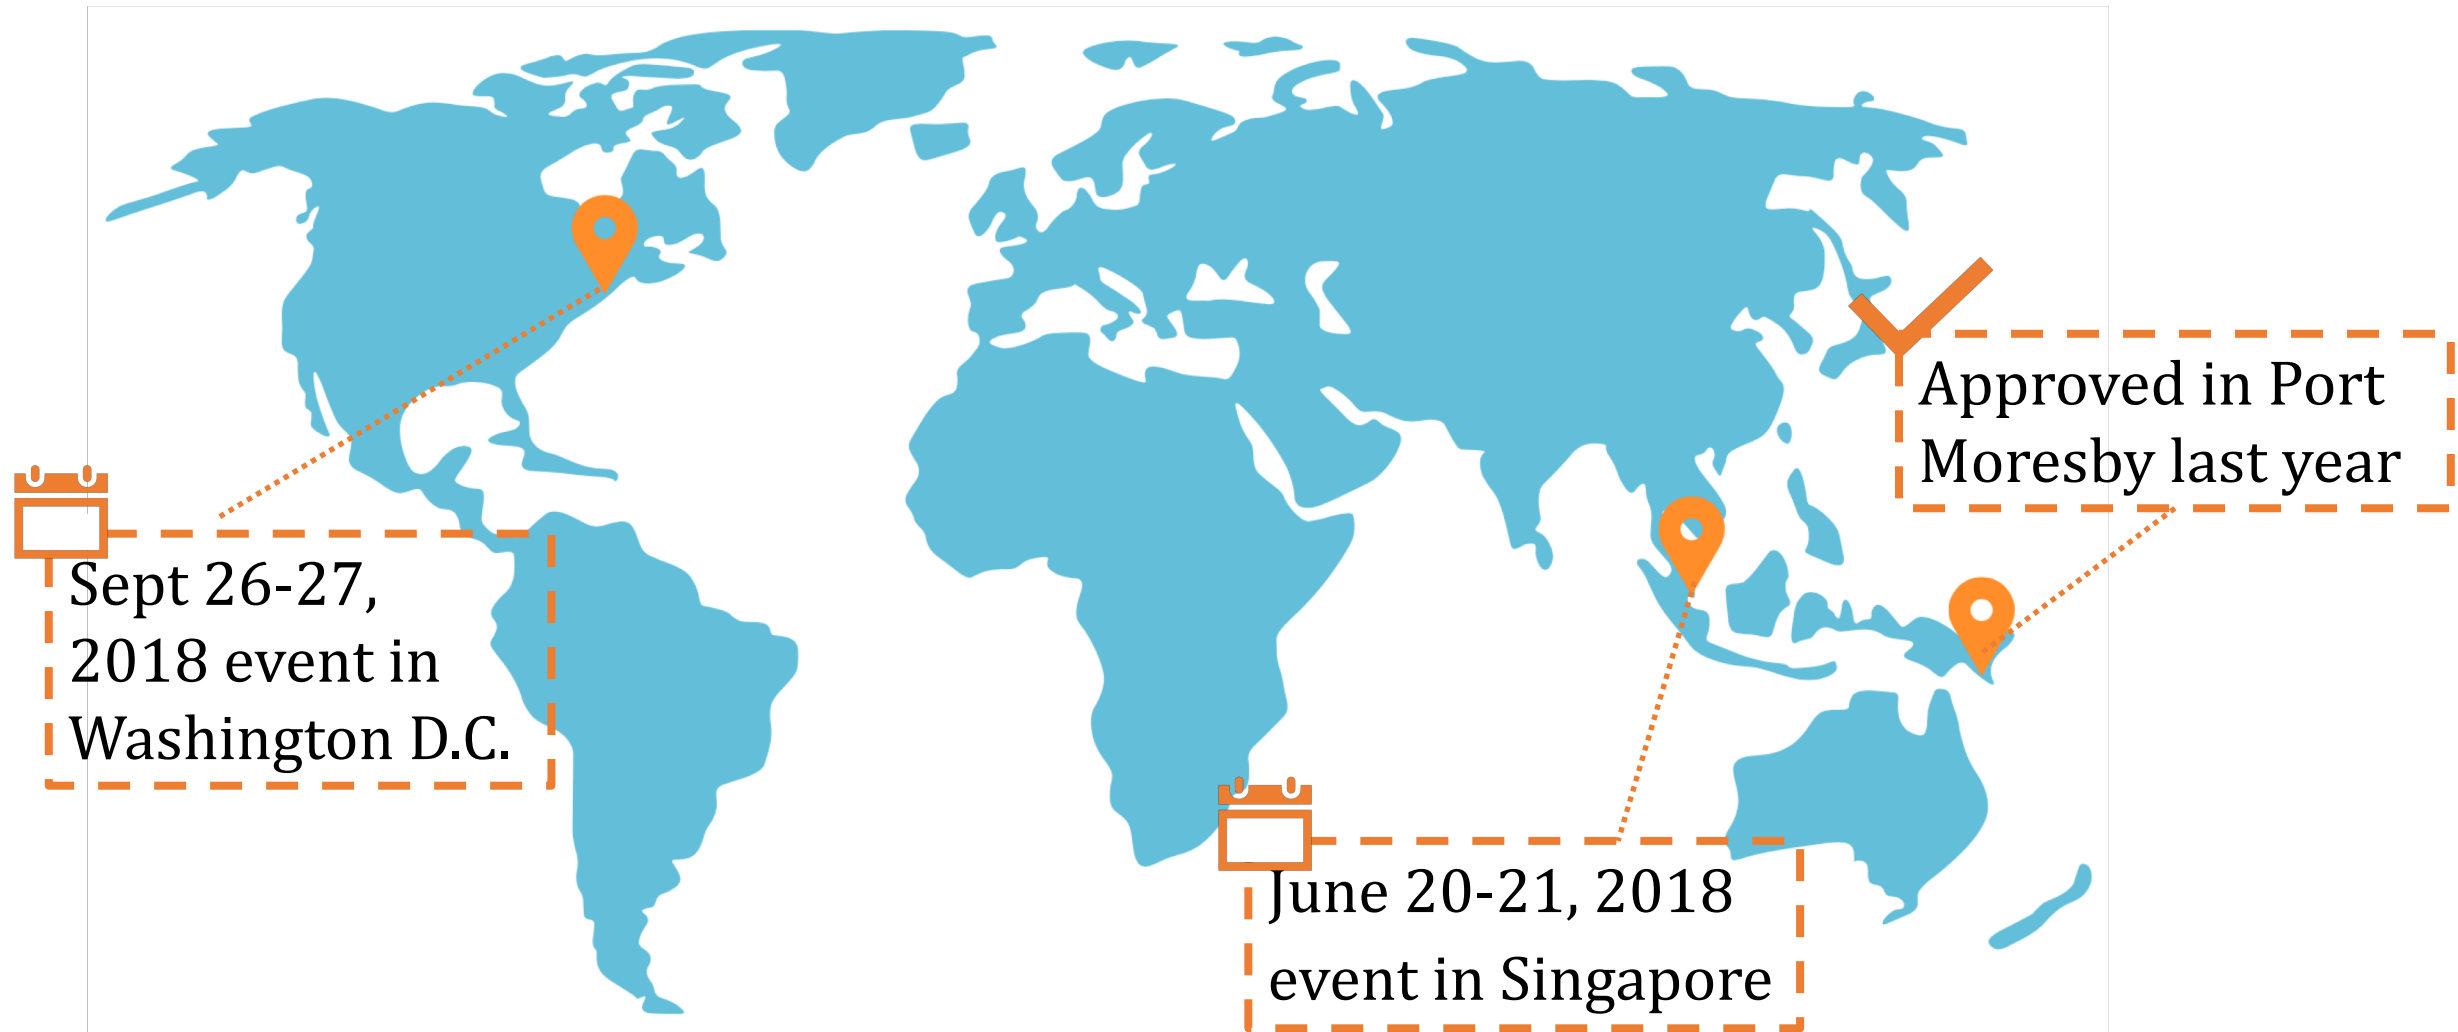 Approved in Port
Moresby last year
Sept 26-27,
2018 event in
Washington D.C.
June 20-21, 2018
event in Singapore